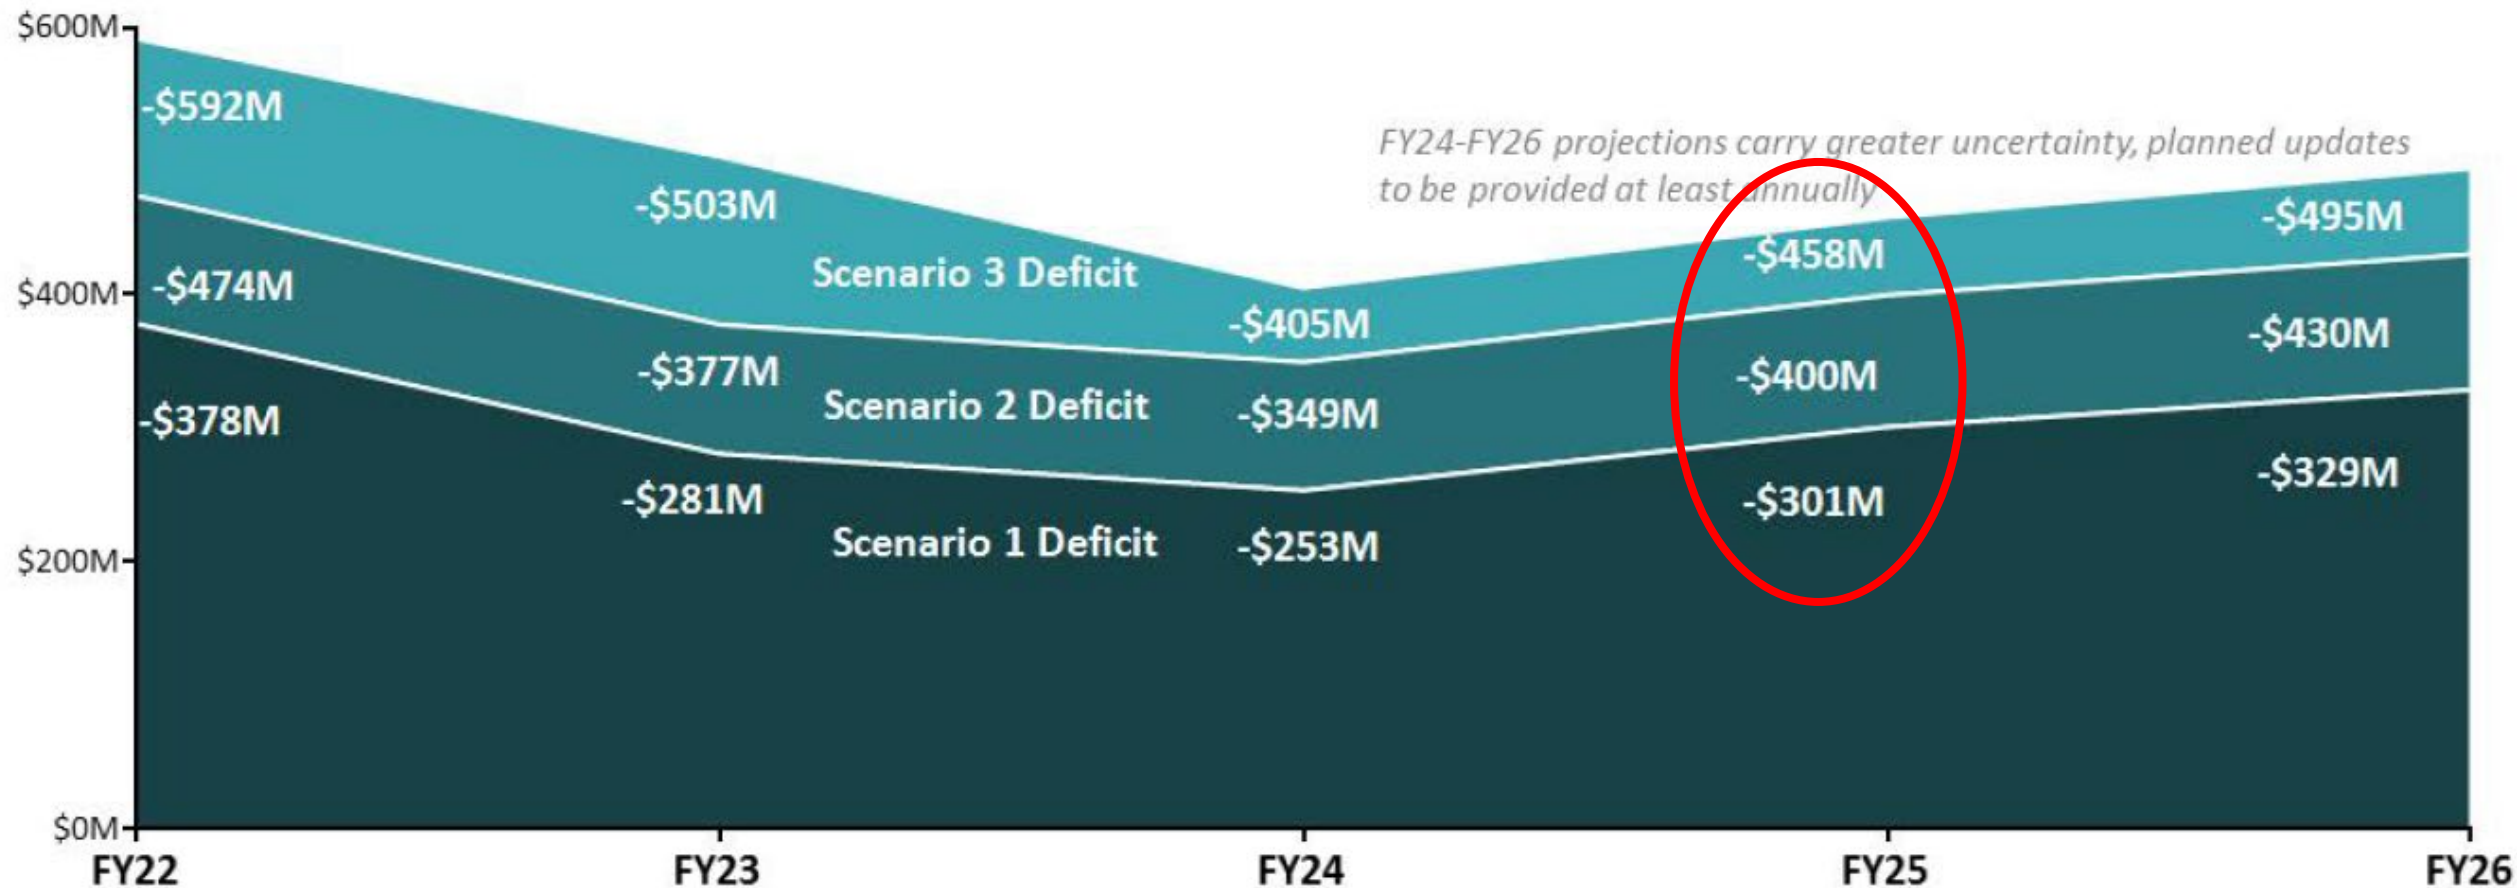 $600M
-$592M
FY24-FY26 projections carry greater uncertainty, planned updates
to be provided at least annually
-$503M
-$495M
-$458M
Scenario 3 Deficit
$400M
-$474M
-$405M
-$430M
-$377M
-$400M
Scenario 2 Deficit
-$349M
-$378M
-$329M
-$281M
-$301M
Scenario 1 Deficit
-$253M
$200M
$0M
FY22
FY23
FY24
FY25
FY26